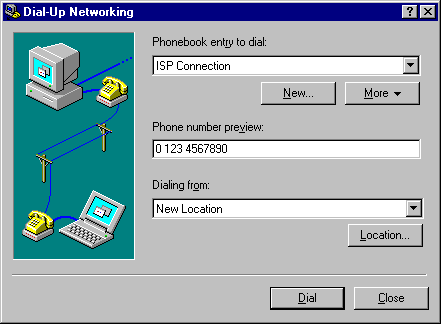 Dial-Up Networking
Phonebook entry to dial:
ISP Connection
New...
More
Phone number preview:
0 123 4567890
Dialing from:
New Location
Location...
Dial
Close